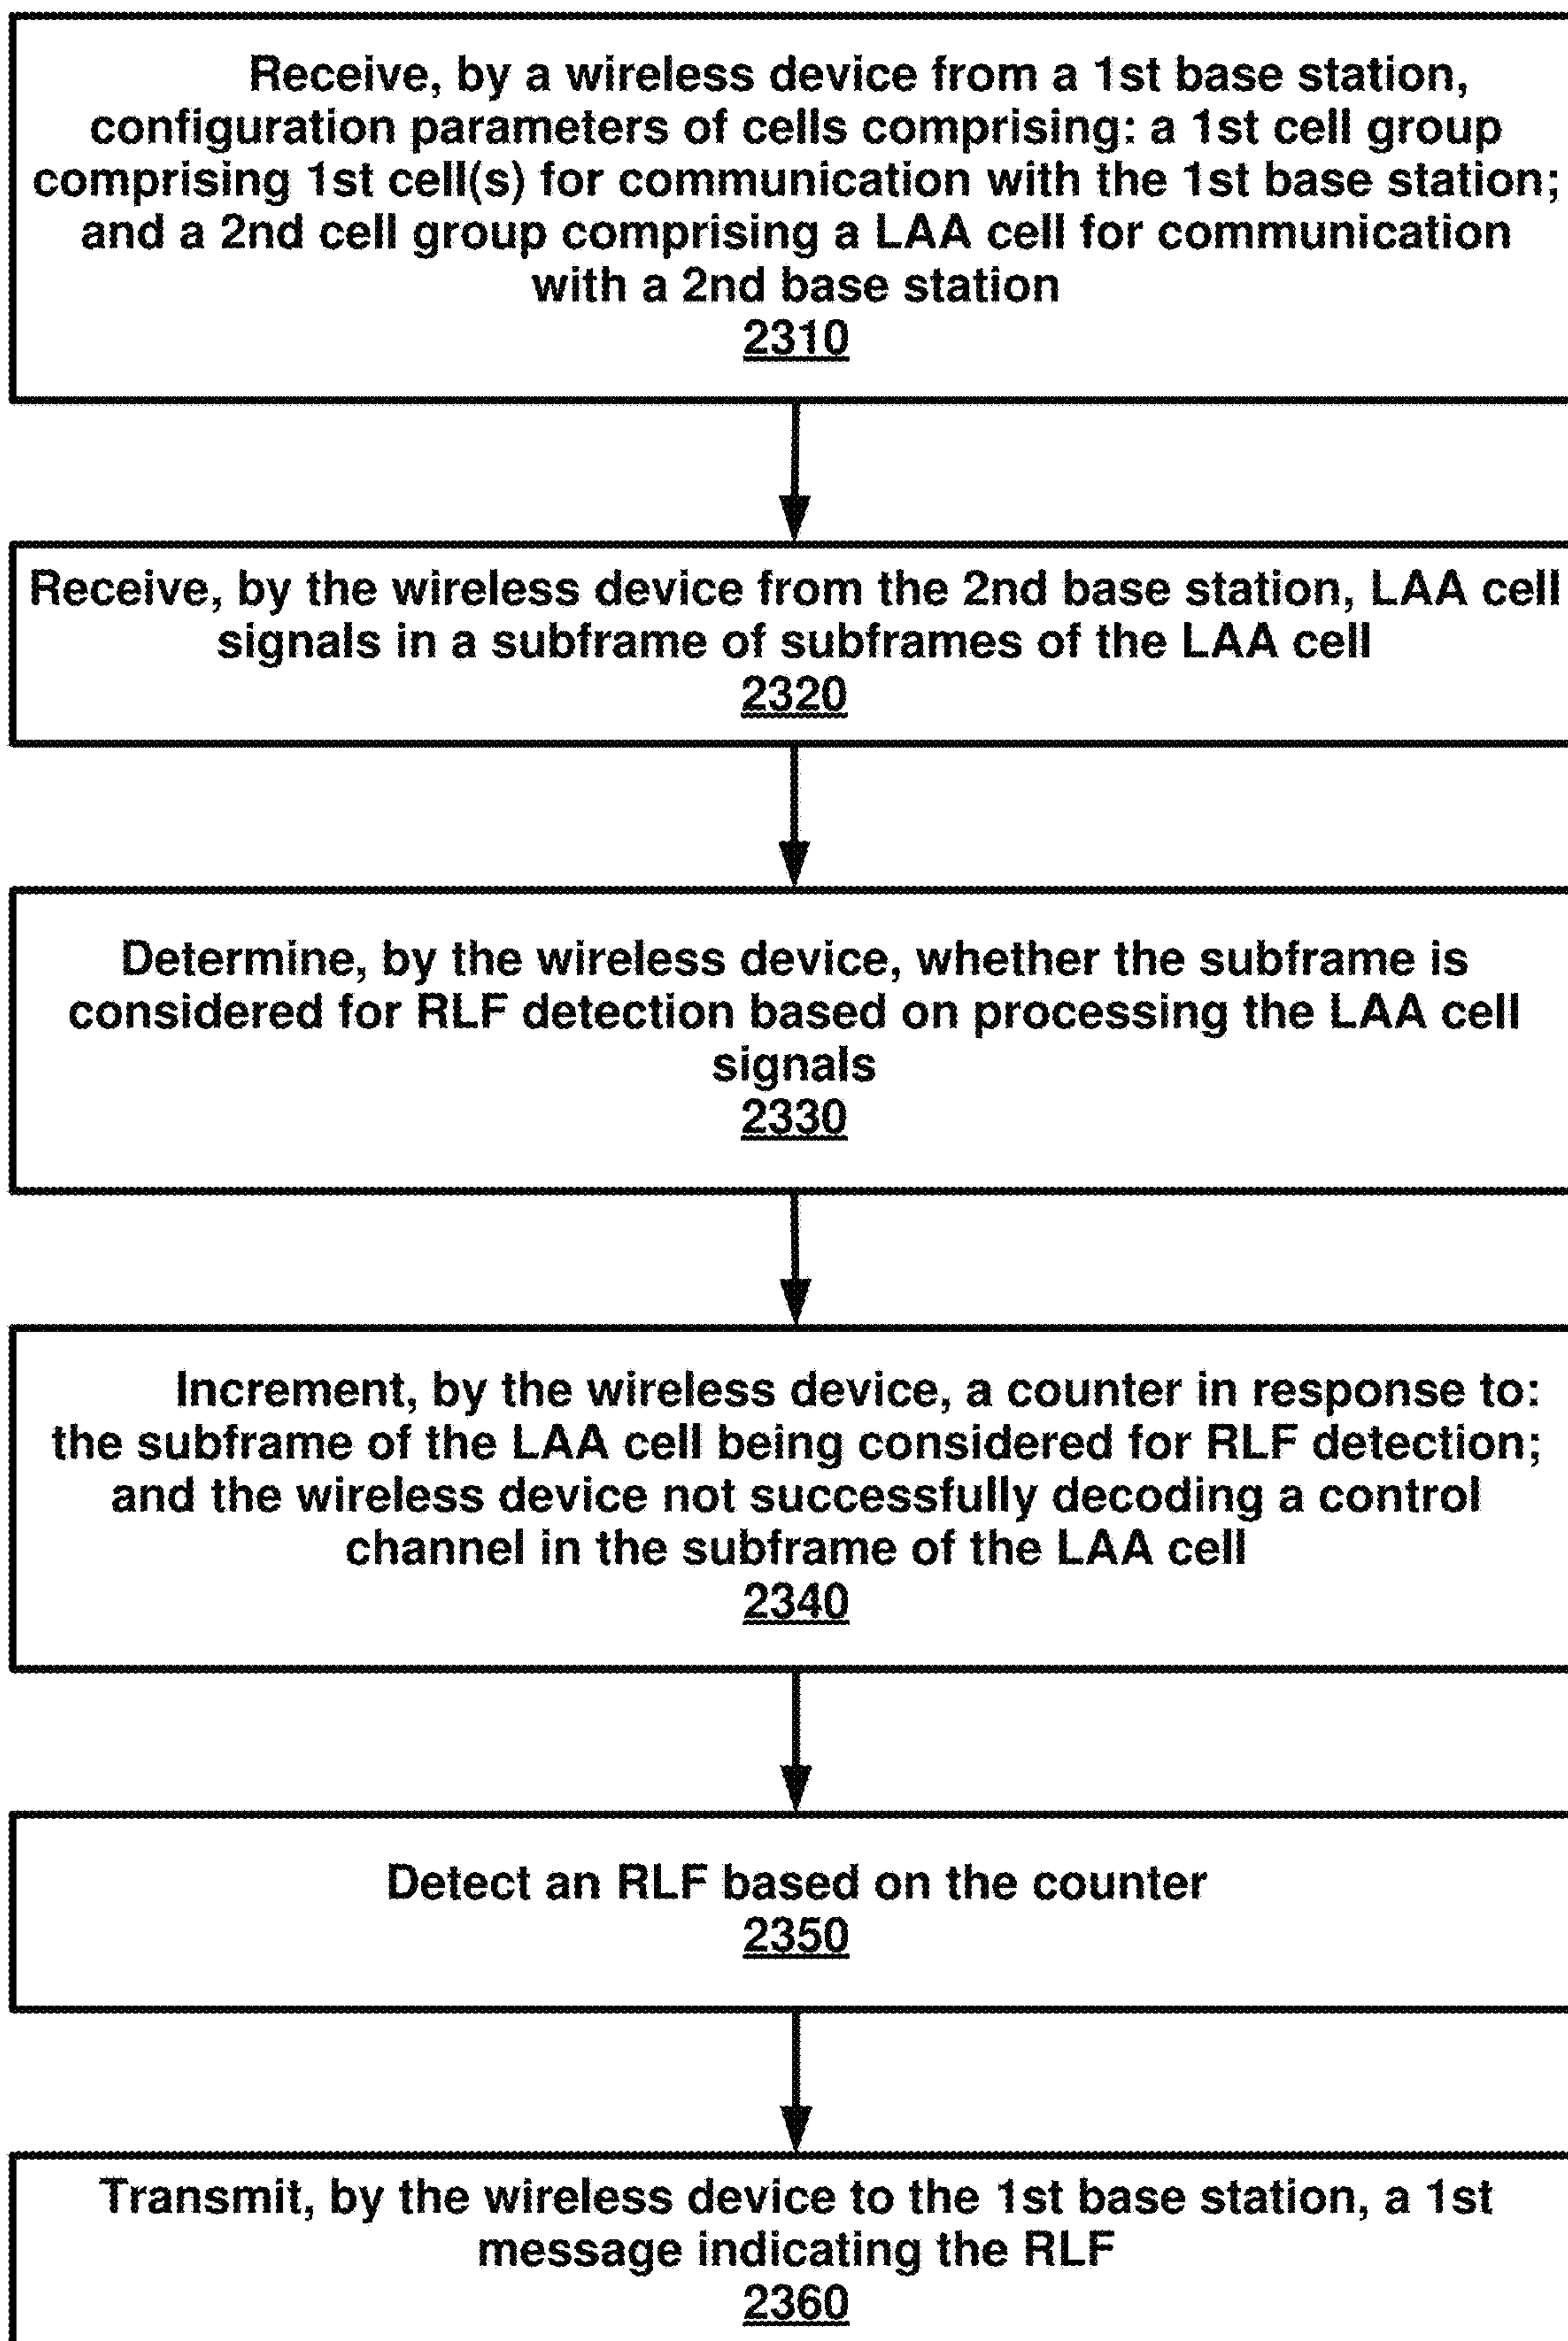 Receive, by a wireless device from a 1st base station,
configuration parameters of cells comprising: a 1st cell group
comprising 1st cell(s) for communication with the 1st base station;
and a 2nd cell group comprising a LAA cell for communication
with a 2nd base station
2310
Receive, by the wireless device from the 2nd base station, LAA cell
signals in a subframe of subframes of the LAA cell
2320
Determine, by the wireless device, whether the subframe is
considered for RLF detection based on processing the LAA cell
signals
2330
Increment, by the wireless device, a counter in response to:
the subframe of the LAA cell being considered for RLF detection;
and the wireless device not successfully decoding a control
channel in the subframe of the LAA cell
2340
Detect an RLF based on the counter
2350
Transmit, by the wireless device to the 1st base station, a 1st
message indicating the RLF
2360